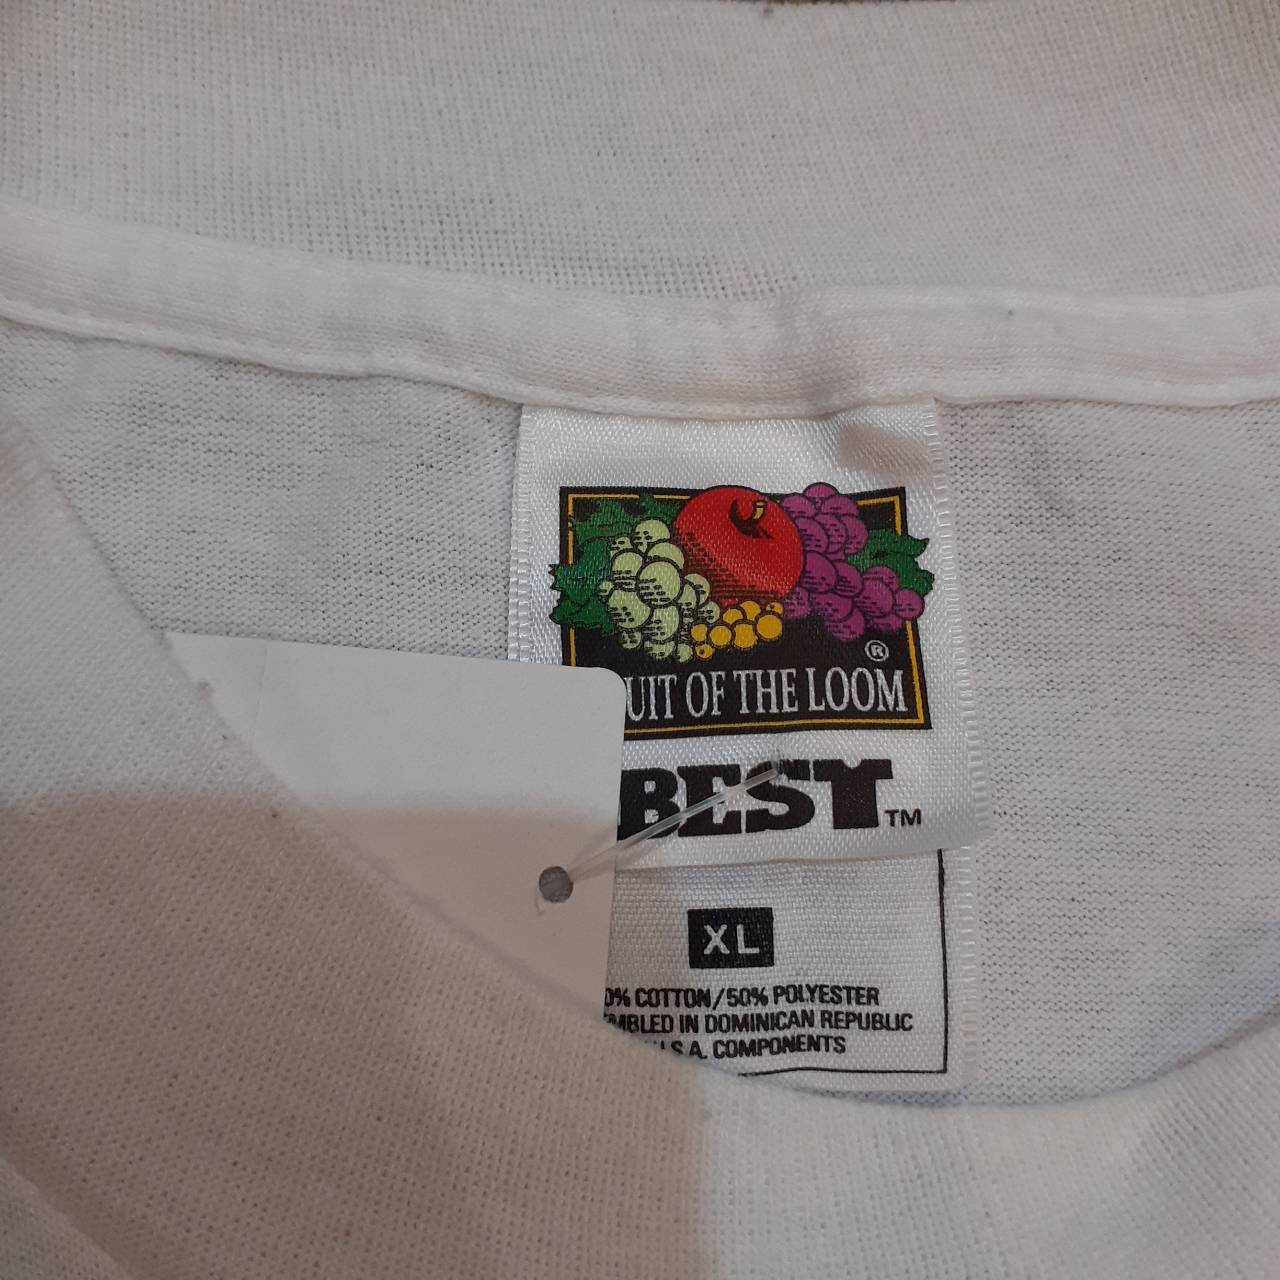 ®
UIT OF THE LOOM
BEST™
XL
0% COTTON/50% POLYESTER
MBLED IN DOMINICAN REPUBLIC
U.S.A. COMPONENTS